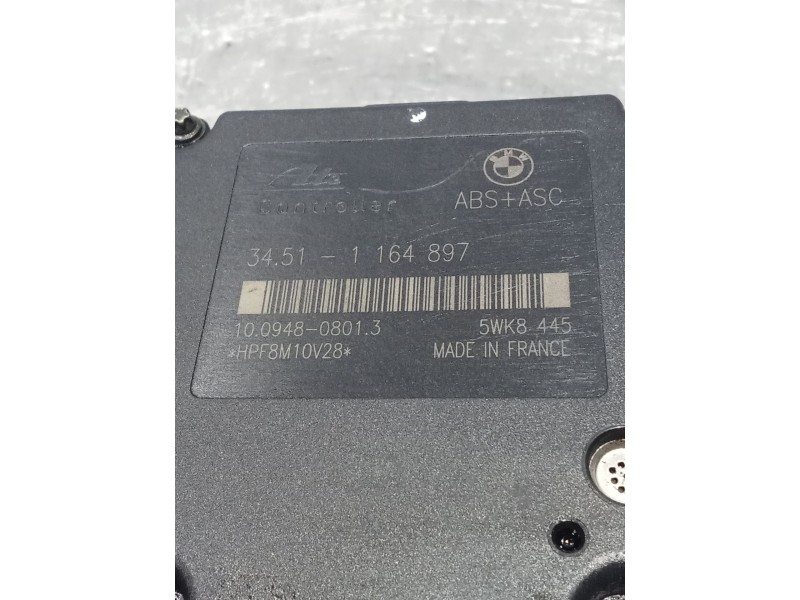 Ate
BMW
Controller
ABS+ASC
34.51 - 1 164 897
10.0948-0801.3
5WK8 445
*HPF8M10V28*
MADE IN FRANCE